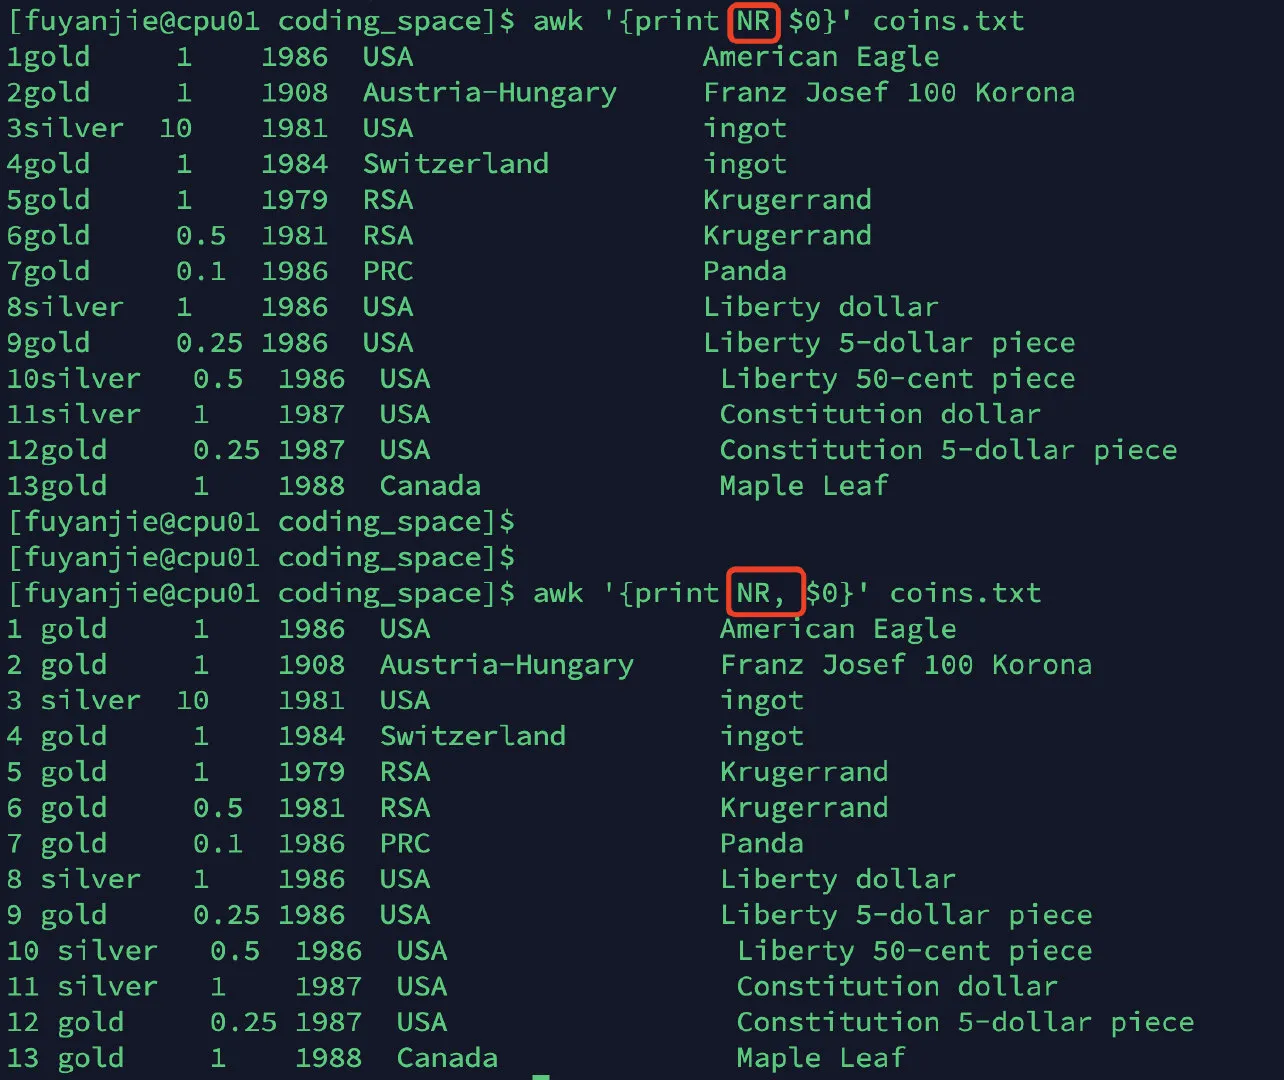 [fuyanjie@cpu01 coding_space]$ awk '{print NR $0}' coins.txt
1gold     1    1986  USA                 American Eagle
2gold     1    1908  Austria-Hungary     Franz Josef 100 Korona
3silver  10    1981  USA                 ingot
4gold     1    1984  Switzerland         ingot
5gold     1    1979  RSA                 Krugerrand
6gold     0.5  1981  RSA                 Krugerrand
7gold     0.1  1986  PRC                 Panda
8silver   1    1986  USA                 Liberty dollar
9gold     0.25 1986  USA                 Liberty 5-dollar piece
10silver   0.5  1986  USA                 Liberty 50-cent piece
11silver   1    1987  USA                 Constitution dollar
12gold     0.25 1987  USA                 Constitution 5-dollar piece
13gold     1    1988  Canada              Maple Leaf
[fuyanjie@cpu01 coding_space]$
[fuyanjie@cpu01 coding_space]$
[fuyanjie@cpu01 coding_space]$ awk '{print NR, $0}' coins.txt
1 gold     1    1986  USA                 American Eagle
2 gold     1    1908  Austria-Hungary     Franz Josef 100 Korona
3 silver  10    1981  USA                 ingot
4 gold     1    1984  Switzerland         ingot
5 gold     1    1979  RSA                 Krugerrand
6 gold     0.5  1981  RSA                 Krugerrand
7 gold     0.1  1986  PRC                 Panda
8 silver   1    1986  USA                 Liberty dollar
9 gold     0.25 1986  USA                 Liberty 5-dollar piece
10 silver   0.5  1986  USA                 Liberty 50-cent piece
11 silver   1    1987  USA                 Constitution dollar
12 gold     0.25 1987  USA                 Constitution 5-dollar piece
13 gold     1    1988  Canada              Maple Leaf